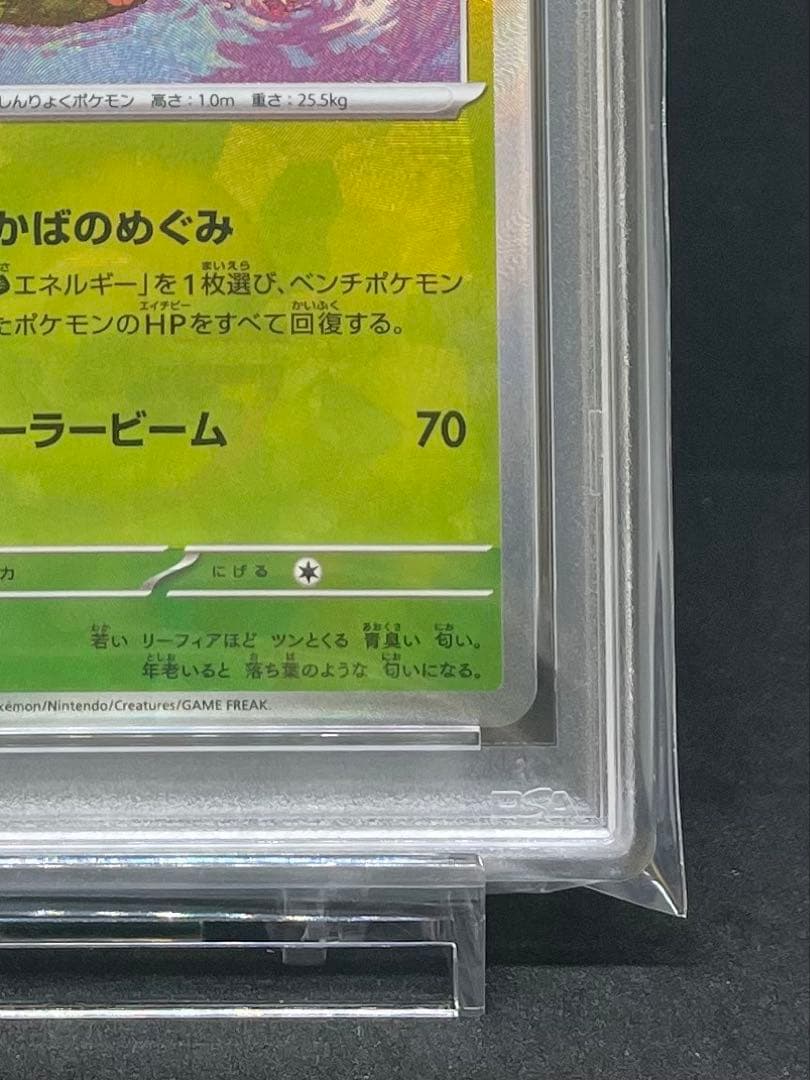 しんりょくポケモン 高さ：1.0m 重さ：25.5kg
かばのめぐみ
エネルギー」を1枚選び、ベンチポケモン
たポケモンのHPをすべて回復する。
ーラービーム 70
力 にげる
若い リーフィアほど ツンとくる 青臭い 匂い。
年老いると 落ち葉のような 匂いになる。
kémon/Nintendo/Creatures/GAME FREAK.
PSA